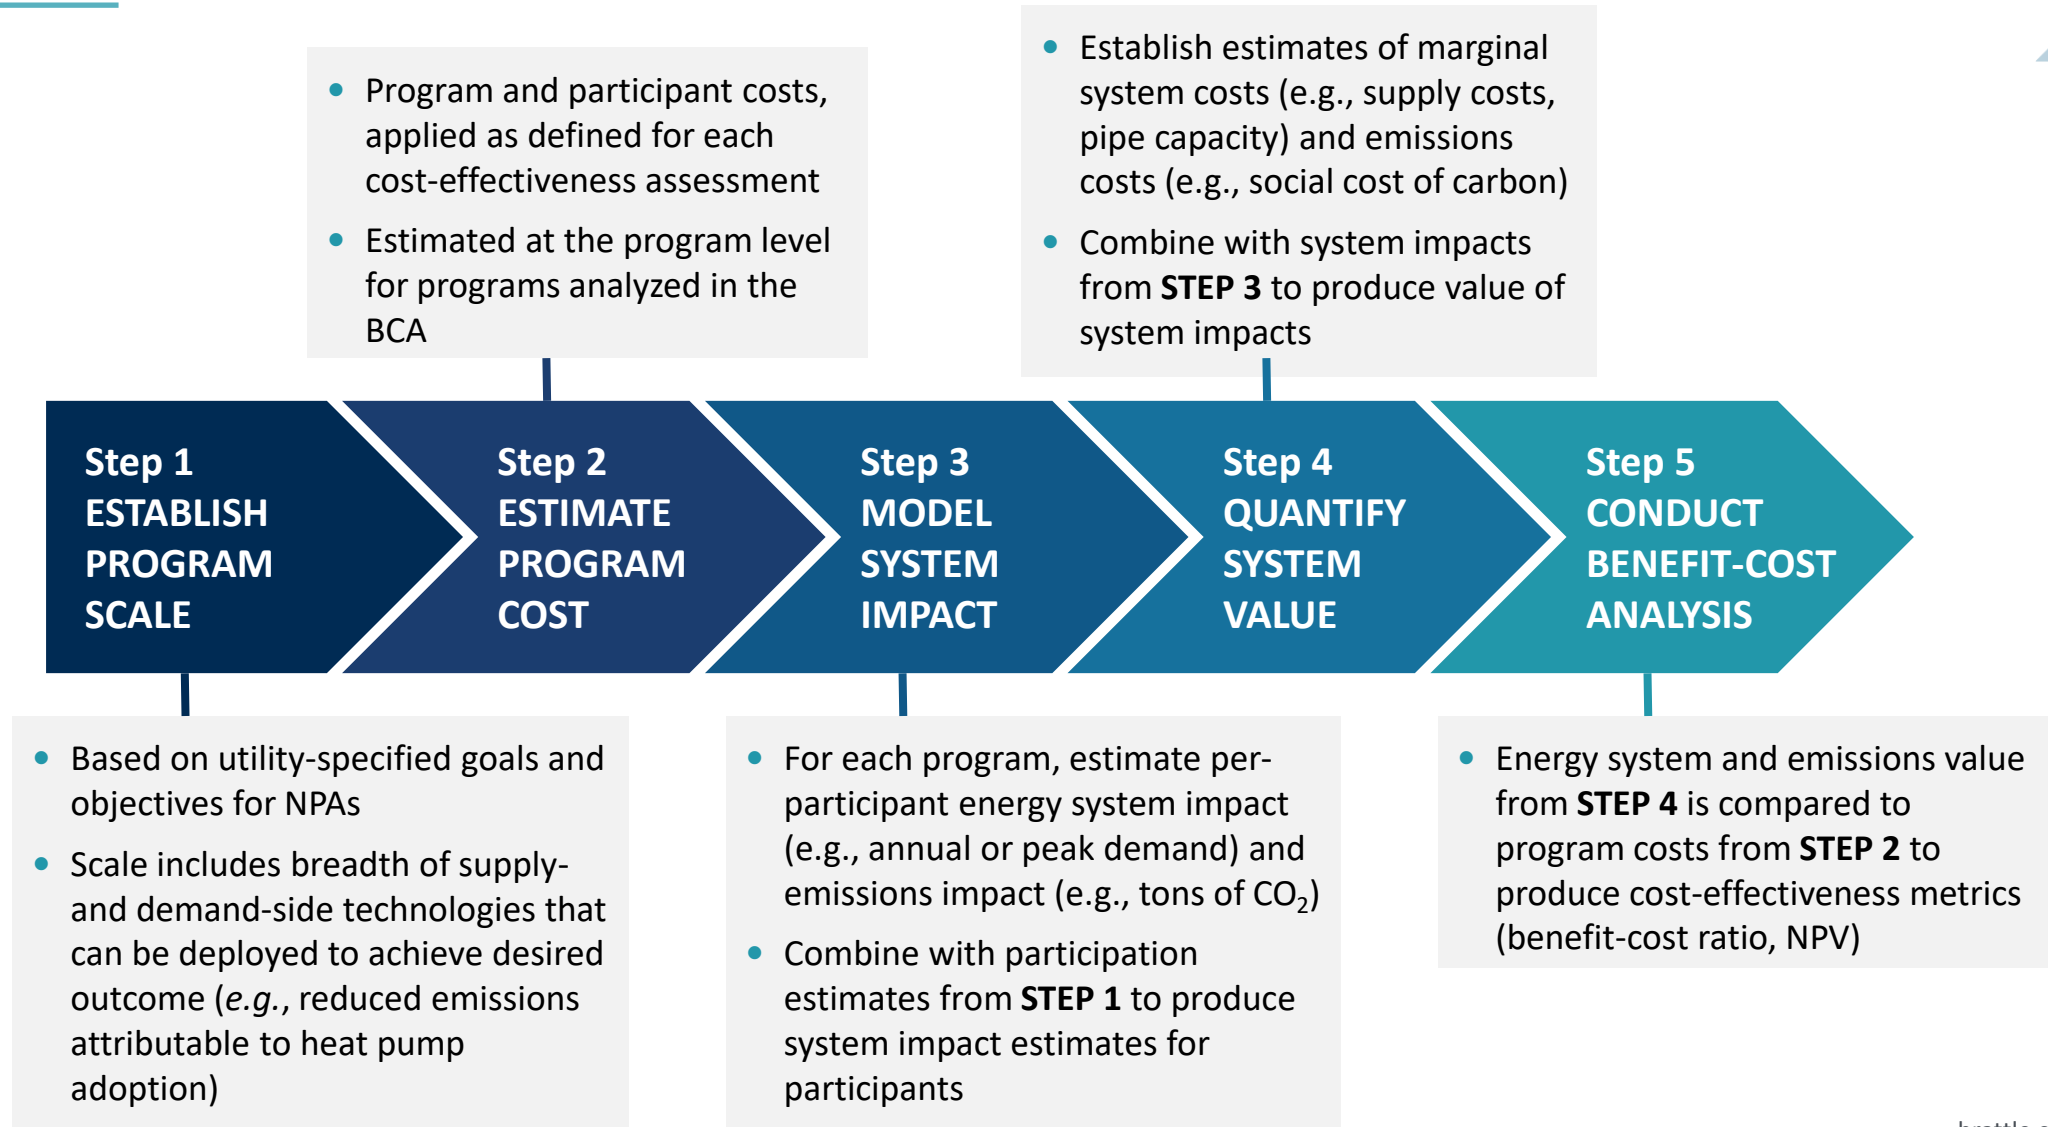 • Program and participant costs,
applied as defined for each
cost-effectiveness assessment
• Estimated at the program level
for programs analyzed in the
BCA
• Establish estimates of marginal
system costs (e.g., supply costs,
pipe capacity) and emissions
costs (e.g., social cost of carbon)
• Combine with system impacts
from STEP 3 to produce value of
system impacts
Step 1
ESTABLISH
PROGRAM
SCALE
Step 2
ESTIMATE
PROGRAM
COST
Step 3
MODEL
SYSTEM
IMPACT
Step 4
QUANTIFY
SYSTEM
VALUE
Step 5
CONDUCT
BENEFIT-COST
ANALYSIS
• Based on utility-specified goals and
objectives for NPAs
• Scale includes breadth of supply-
and demand-side technologies that
can be deployed to achieve desired
outcome (e.g., reduced emissions
attributable to heat pump
adoption)
• For each program, estimate per-
participant energy system impact
(e.g., annual or peak demand) and
emissions impact (e.g., tons of CO₂)
• Combine with participation
estimates from STEP 1 to produce
system impact estimates for
participants
• Energy system and emissions value
from STEP 4 is compared to
program costs from STEP 2 to
produce cost-effectiveness metrics
(benefit-cost ratio, NPV)